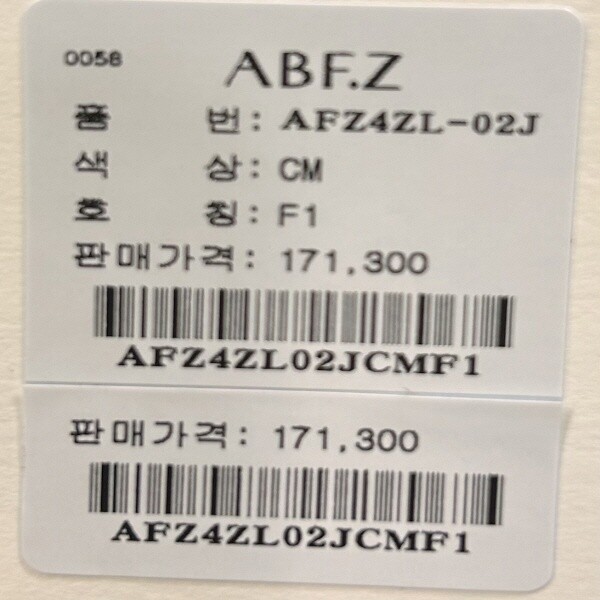 0058
ABF.Z
품 번: AFZ4ZL-02J
색 상: CM
호 칭: F1
판매가격: 171,300
AFZ4ZL02JCMF1
판매가격: 171,300
AFZ4ZL02JCMF1